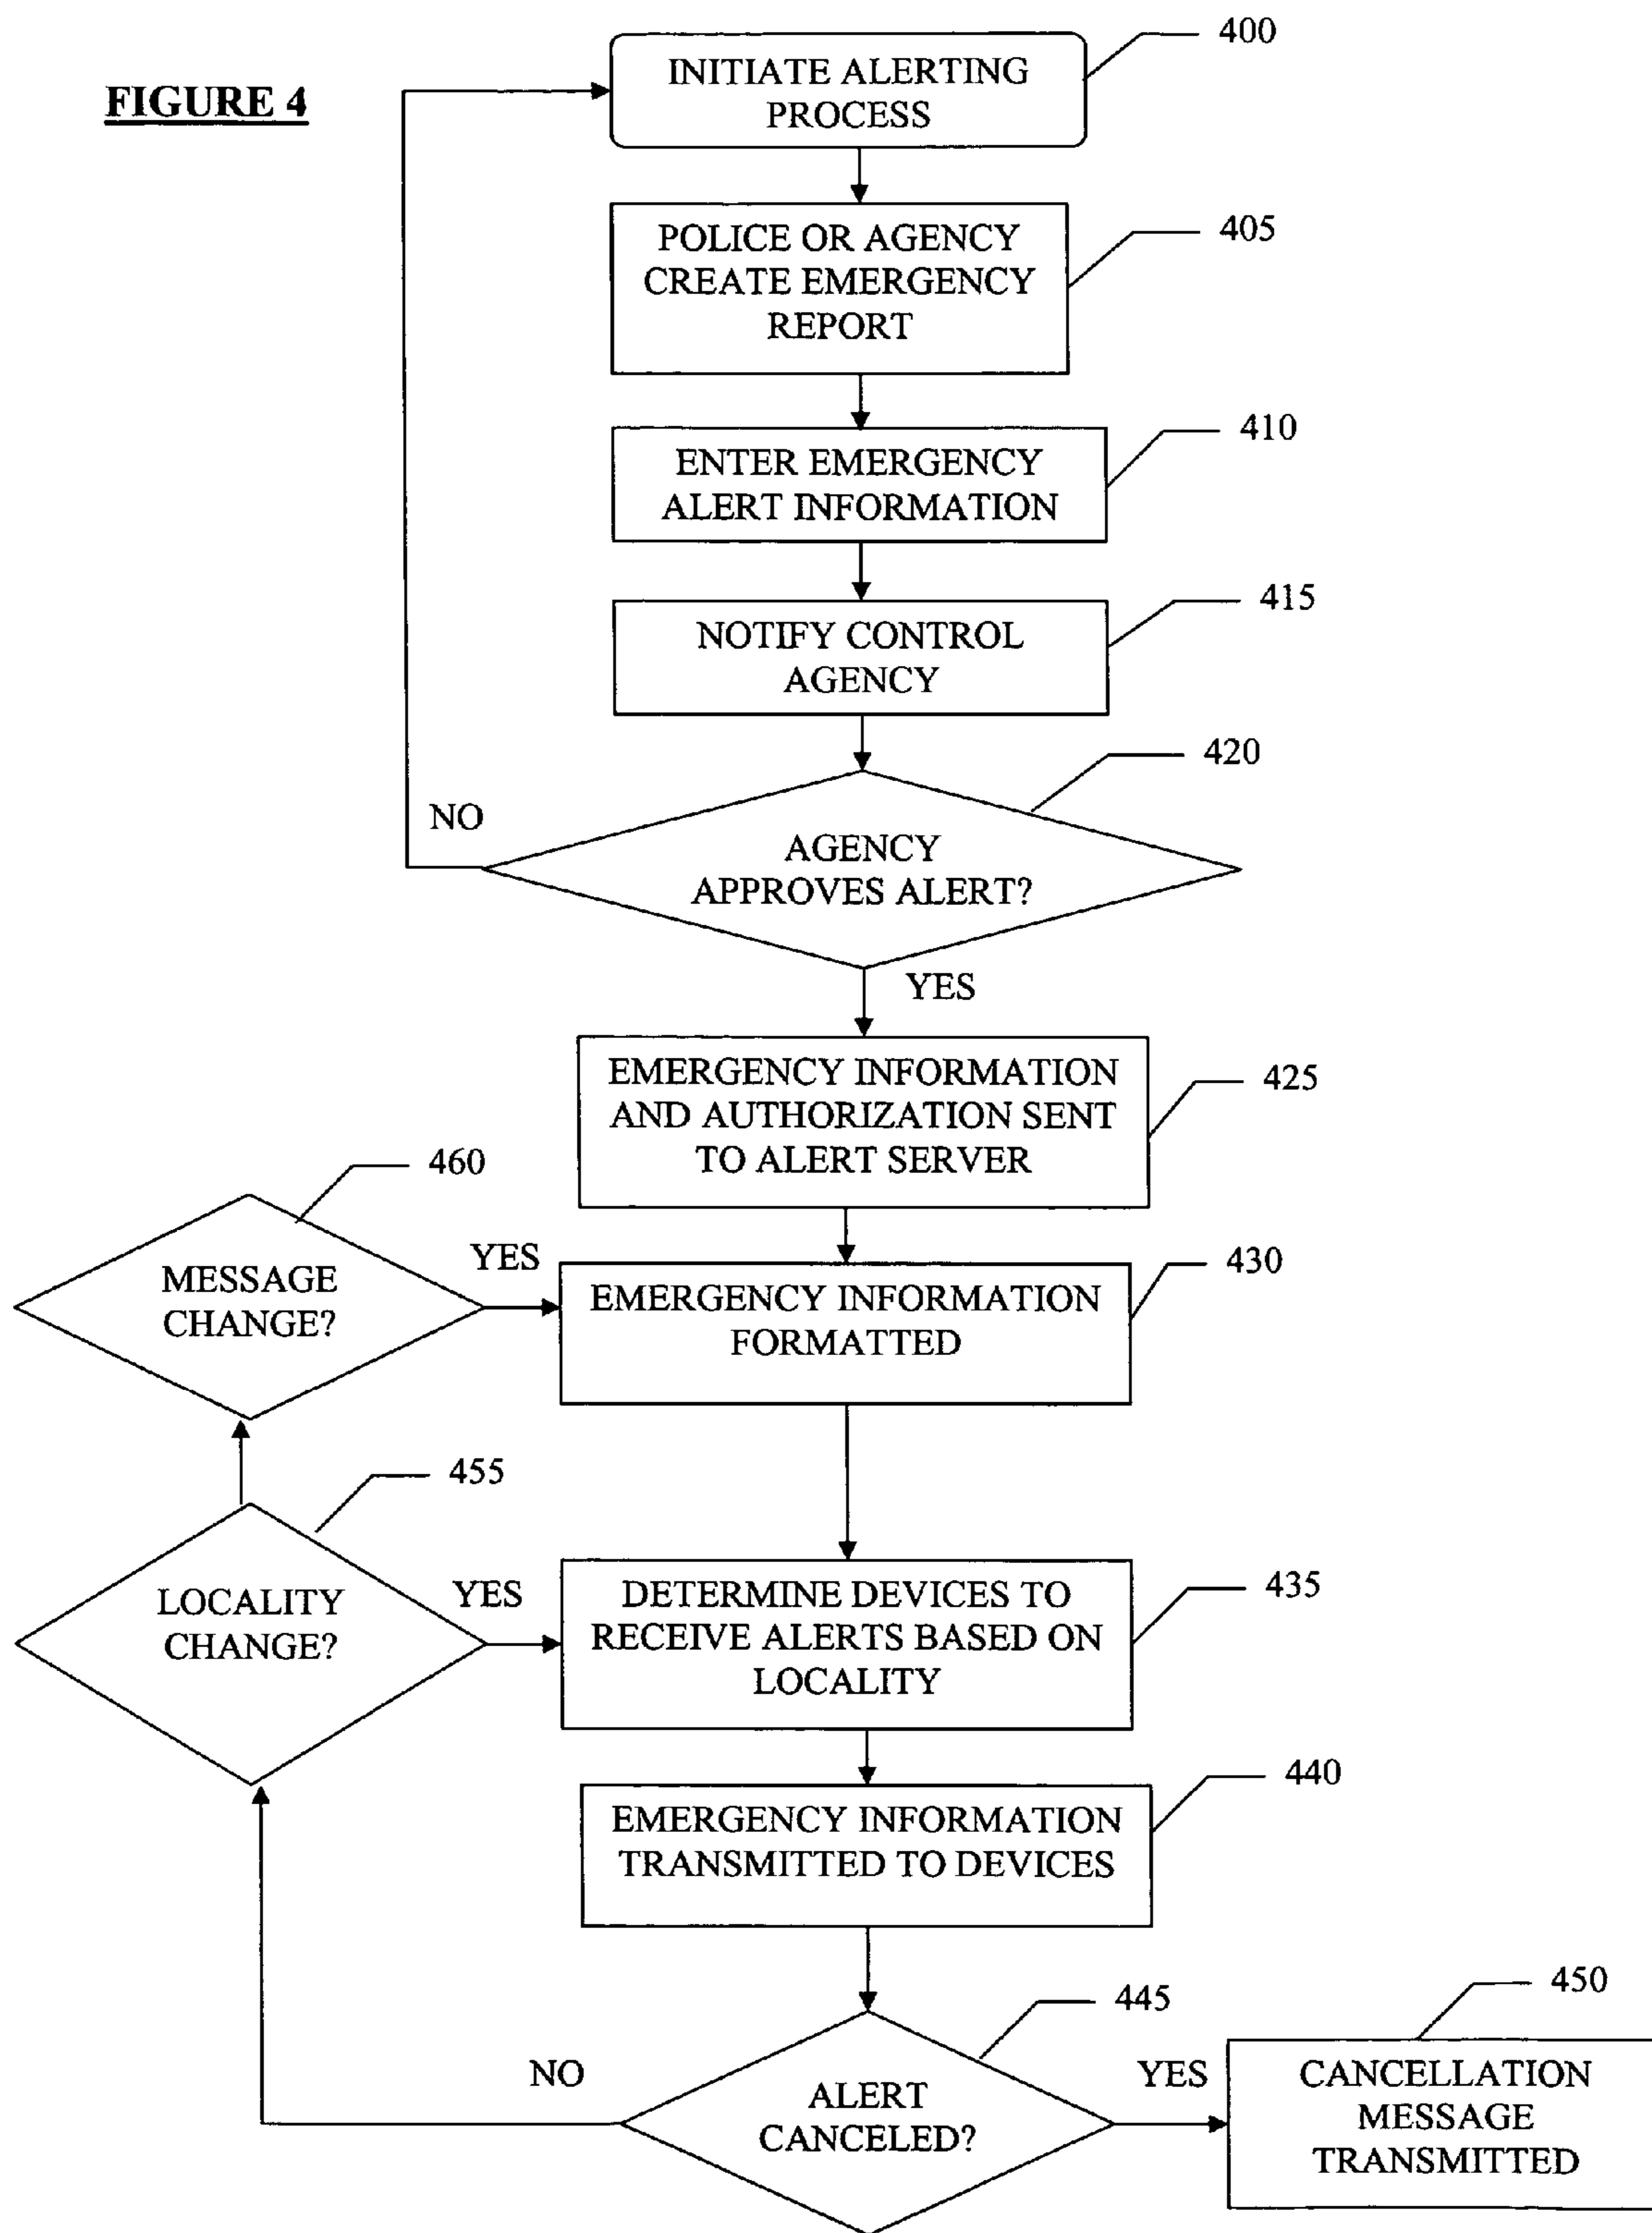 FIGURE 4
400
INITIATE ALERTING
PROCESS
405
POLICE OR AGENCY
CREATE EMERGENCY
REPORT
410
ENTER EMERGENCY
ALERT INFORMATION
415
NOTIFY CONTROL
AGENCY
420
NO
AGENCY
APPROVES ALERT?
YES
425
EMERGENCY INFORMATION
AND AUTHORIZATION SENT
TO ALERT SERVER
460
MESSAGE
CHANGE?
YES
430
EMERGENCY INFORMATION
FORMATTED
455
LOCALITY
CHANGE?
YES
435
DETERMINE DEVICES TO
RECEIVE ALERTS BASED ON
LOCALITY
440
EMERGENCY INFORMATION
TRANSMITTED TO DEVICES
445
NO
ALERT
CANCELED?
YES
450
CANCELLATION
MESSAGE
TRANSMITTED